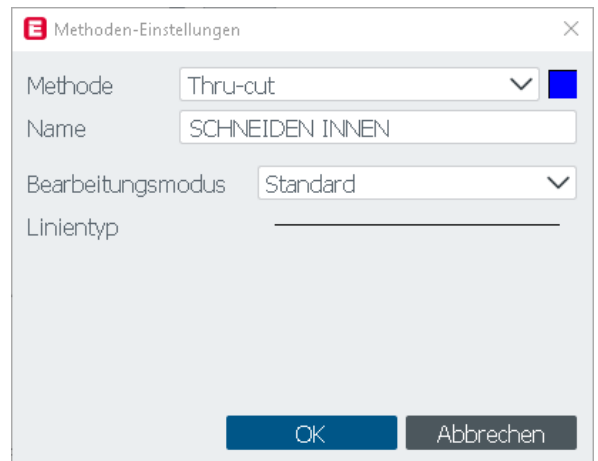 E Methoden-Einstellungen
Methode Thru-cut
Name SCHNEIDEN INNEN
Bearbeitungsmodus Standard
Linientyp
OK Abbrechen